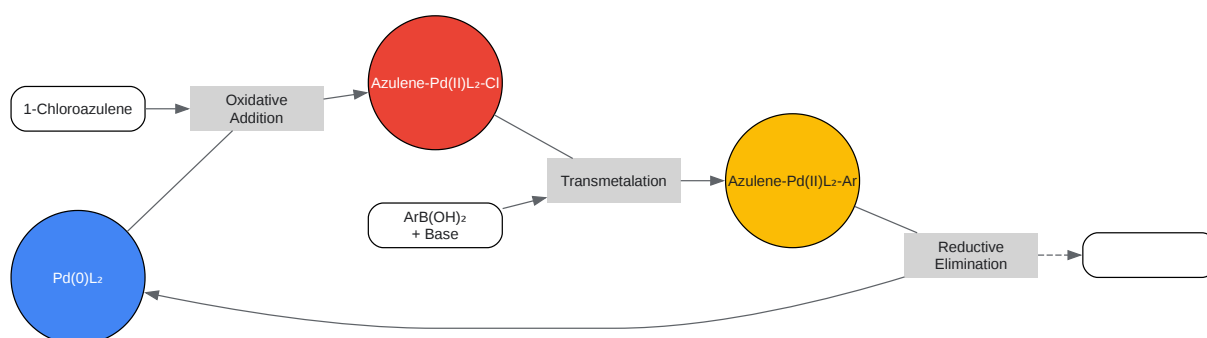 1-Chloroazulene
Oxidative
Addition
Azulene-Pd(II)L₂-Cl
Transmetalation
ArB(OH)₂
+ Base
Azulene-Pd(II)L₂-Ar
Reductive
Elimination
Pd(0)L₂